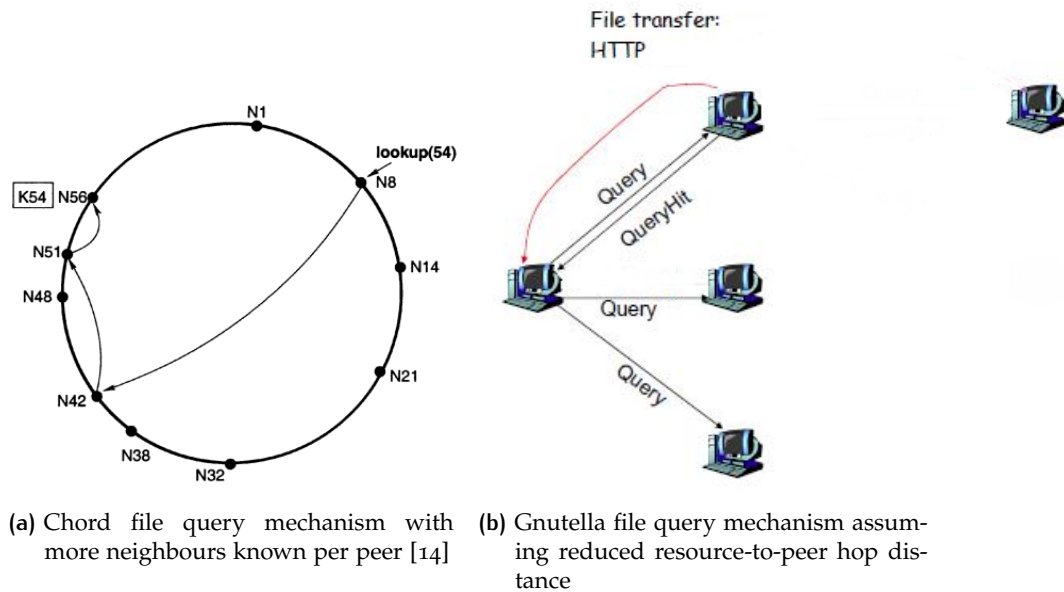 File transfer:
HTTP
N1
lookup(54)
N8
K54 N56
N51
N14
N48
N42
N21
N38
N32
Query
QueryHit
Query
Query
(a) Chord file query mechanism with
more neighbours known per peer [14]
(b) Gnutella file query mechanism assum-
ing reduced resource-to-peer hop dis-
tance